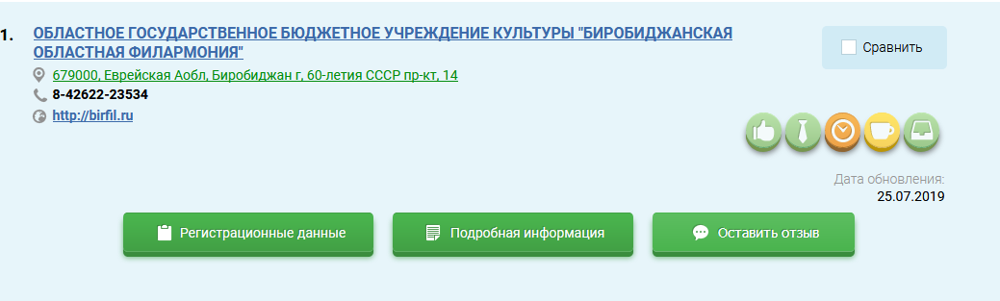 1. ОБЛАСТНОЕ ГОСУДАРСТВЕННОЕ БЮДЖЕТНОЕ УЧРЕЖДЕНИЕ КУЛЬТУРЫ "БИРОБИДЖАНСКАЯ
ОБЛАСТНАЯ ФИЛАРМОНИЯ"
Сравнить
679000, Еврейская Аобл, Биробиджан г, 60-летия СССР пр-кт, 14
8-42622-23534
http://birfil.ru
Дата обновления:
25.07.2019
Регистрационные данные
Подробная информация
Оставить отзыв